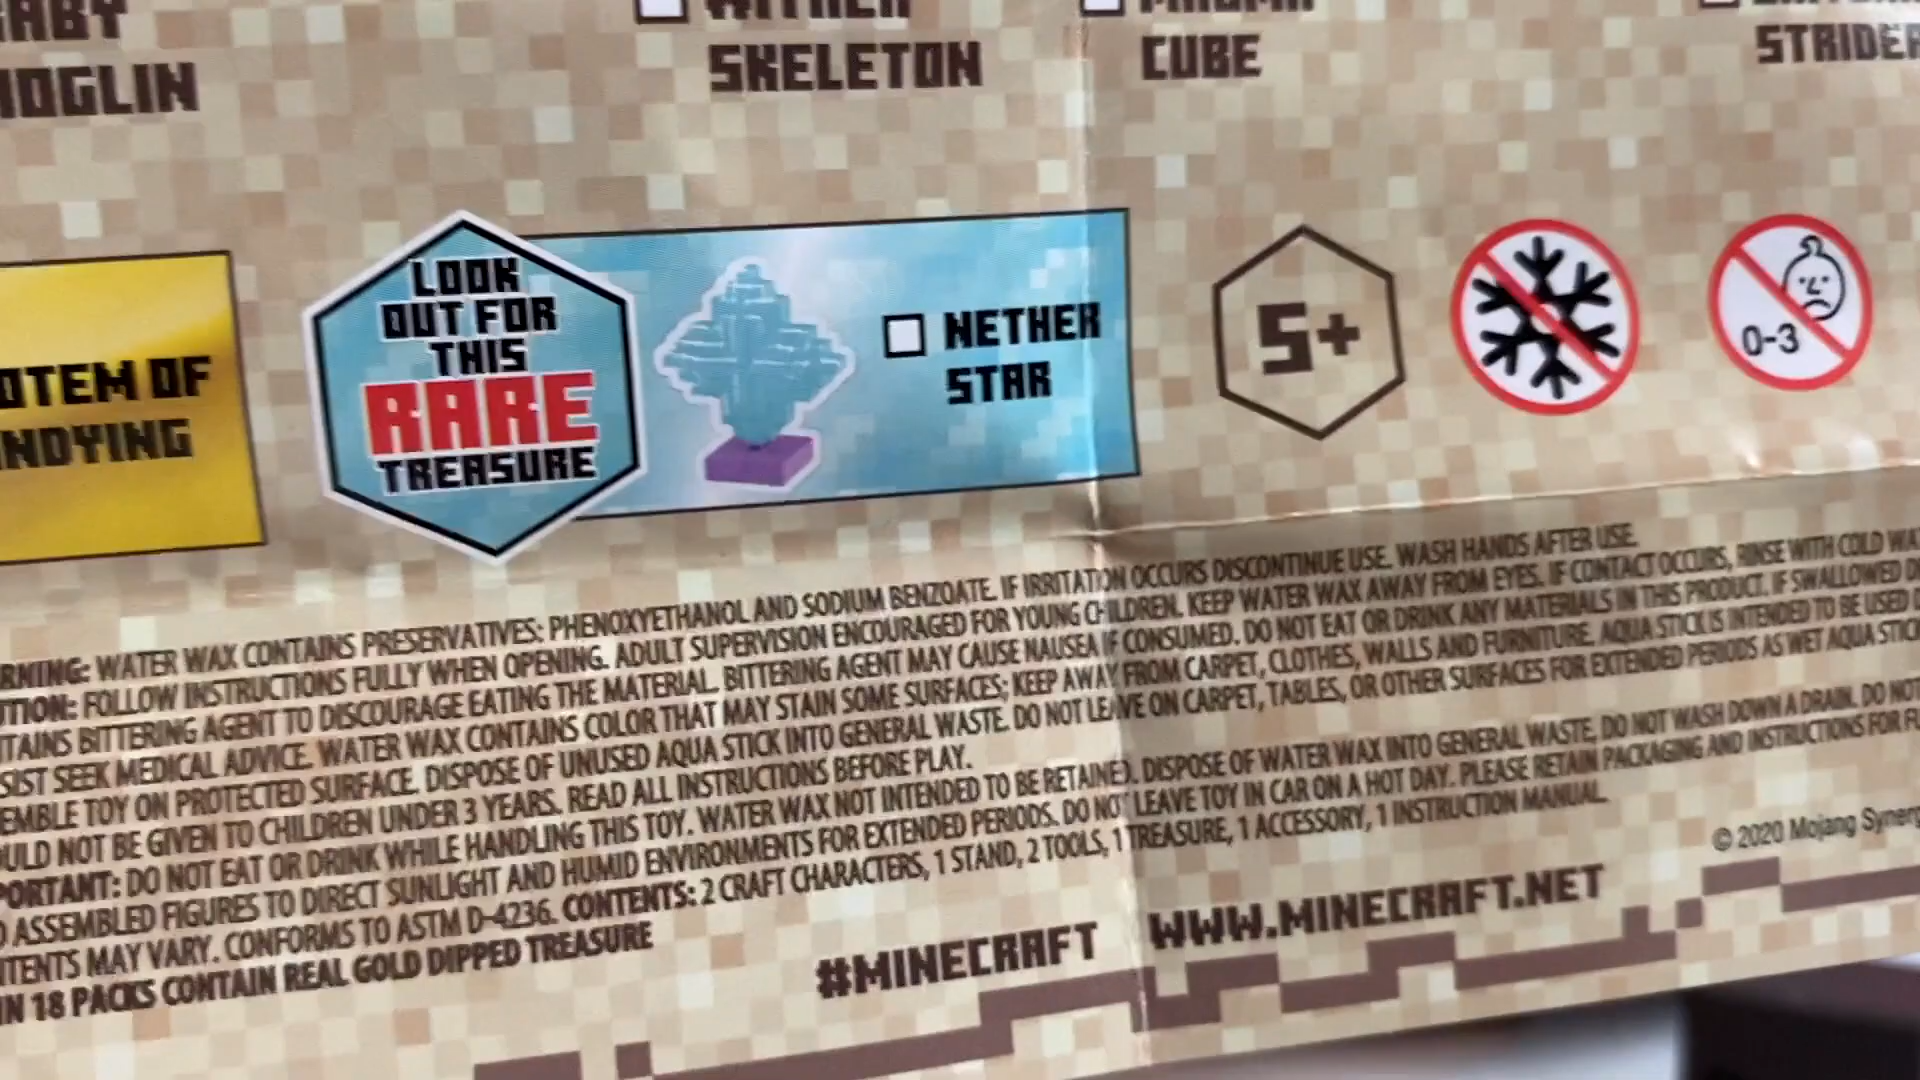 SKELETON
CUBE
STRIDER
LOOK
OUT FOR
THIS
RARE
TREASURE
NETHER
STAR
5+
0-3
WATER WAX CONTAINS PRESERVATIVES: PHENOXYETHANOL AND SODIUM BENZOATE. IF IRRITATION OCCURS DISCONTINUE USE. WASH HANDS AFTER USE.
FOLLOW INSTRUCTIONS FULLY WHEN OPENING. ADULT SUPERVISION ENCOURAGED FOR YOUNG CHILDREN. KEEP WATER WAX AWAY FROM EYES. IF CONTACT OCCURS, RINSE WITH COLD
BITTERING AGENT TO DISCOURAGE EATING THE MATERIAL. BITTERING AGENT MAY CAUSE NAUSEA IF CONSUMED. DO NOT EAT OR DRINK ANY MATERIALS IN THIS PRODUCT. IF SWALLOWED
SEEK MEDICAL ADVICE. WATER WAX CONTAINS COLOR THAT MAY STAIN SOME SURFACES; KEEP AWAY FROM CARPET, CLOTHES, WALLS AND FURNITURE. AQUA STICK IS INTENDED TO BE USED
TOY ON PROTECTED SURFACE. DISPOSE OF UNUSED AQUA STICK INTO GENERAL WASTE. DO NOT LEAVE ON CARPET, TABLES, OR OTHER SURFACES FOR EXTENDED PERIODS AS WET AQUA STICK
NOT BE GIVEN TO CHILDREN UNDER 3 YEARS. READ ALL INSTRUCTIONS BEFORE PLAY.
DO NOT EAT OR DRINK WHILE HANDLING THIS TOY. WATER WAX NOT INTENDED TO BE RETAINED. DISPOSE OF WATER WAX INTO GENERAL WASTE, DO NOT WASH DOWN A DRAIN. DO NOT
ASSEMBLED FIGURES TO DIRECT SUNLIGHT AND HUMID ENVIRONMENTS FOR EXTENDED PERIODS. DO NOT LEAVE TOY IN CAR ON A HOT DAY. PLEASE RETAIN PACKAGING AND INSTRUCTIONS FOR
MAY VARY. CONFORMS TO ASTM D-4236. CONTENTS: 2 CRAFT CHARACTERS, 1 STAND, 2 TOOLS, 1 TREASURE, 1 ACCESSORY, 1 INSTRUCTION MANUAL.
IN 18 PACKS CONTAIN REAL GOLD DIPPED TREASURE
© 2020 Mojang
#MINECRAFT WWW.MINECRAFT.NET